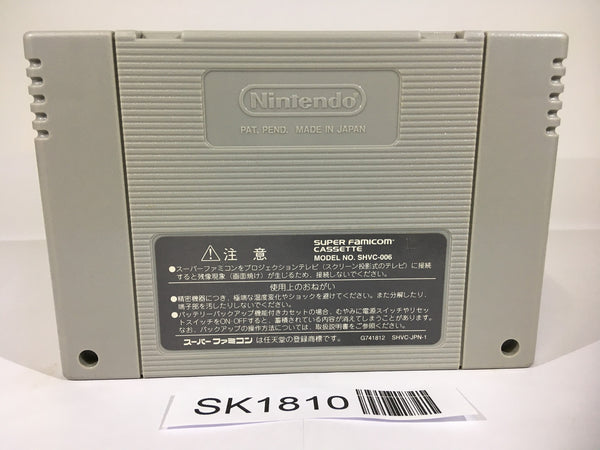 Nintendo
PAT. PEND. MADE IN JAPAN
注意
SUPER FAMICOM
CASSETTE
MODEL NO. SHVC-006
●スーパーファミコンをプロジェクションテレビ(スクリーン投影式のテレビ)に接続
すると残像現象(画面焼け)が生じるため、接続しないでください。
使用上のおねがい
●精密機器につき、極端な温度変化やショックを避けてください。また分解したり、
端子部を汚したりしないでください。
●バッテリーバックアップ機能付きカセットの場合、むやみに電源スイッチやリセ
ットスイッチをON・OFFすると、蓄積されている内容が消えてしまうことがあります。
なお、バックアップの操作方法については、取扱説明書をご参照ください。
スーパーファミコン は任天堂の登録商標です。
G741812 SHVC-JPN-1
SK1810